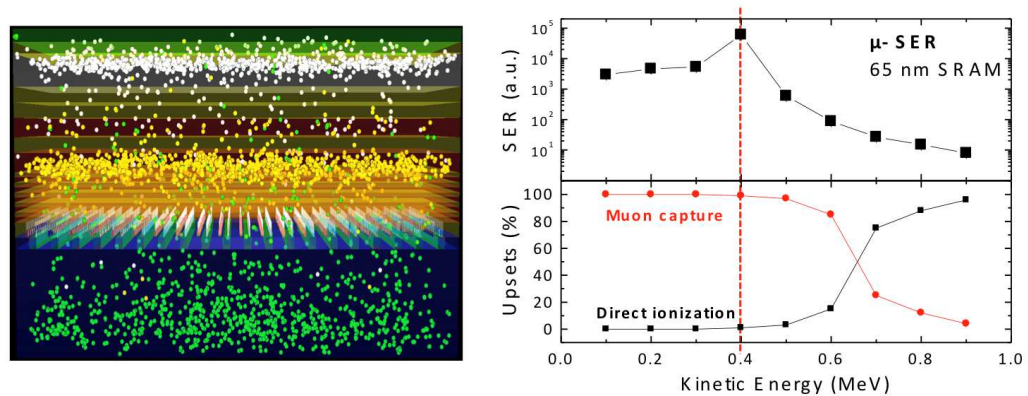 10⁵
10⁴
10³
10²
10¹
SER (a.u.)
μ- SER
65 nm SRAM
100
80
60
40
20
0
Upsets (%)
Muon capture
Direct ionization
0.0 0.2 0.4 0.6 0.8 1.0
Kinetic Energy (MeV)